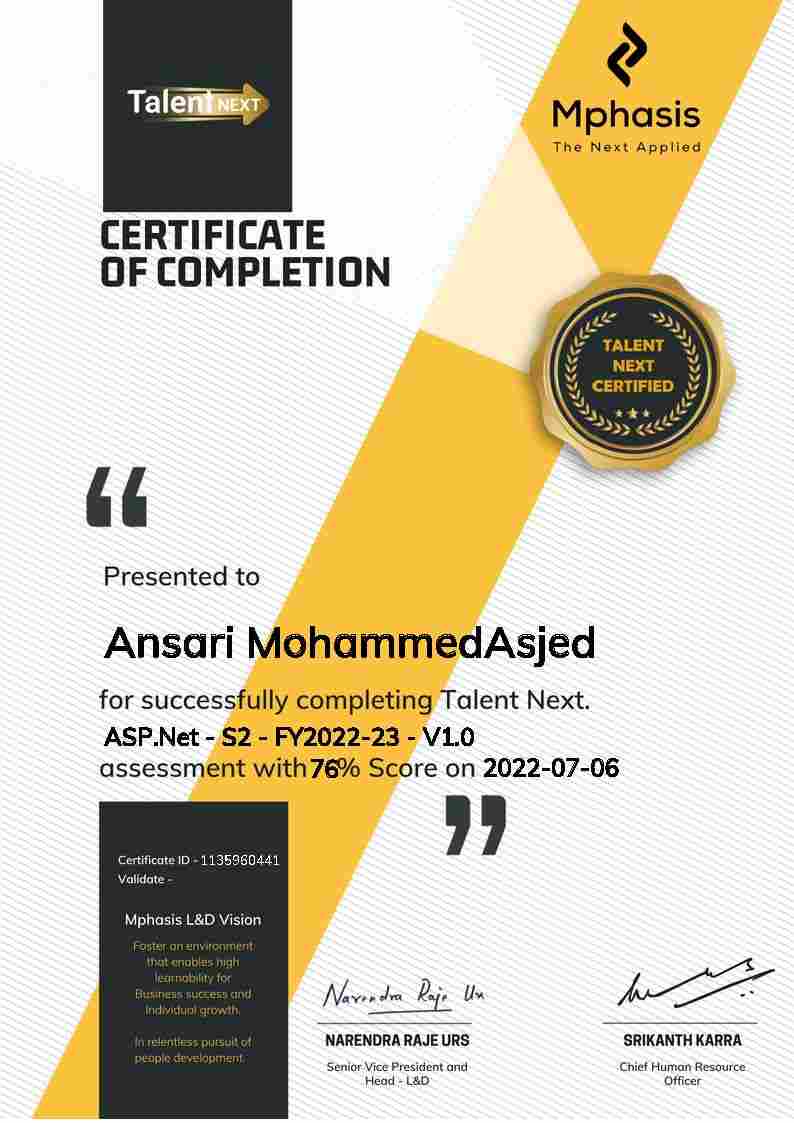 Talent NEXT
Mphasis
The Next Applied
CERTIFICATE
OF COMPLETION
TALENT
NEXT
CERTIFIED
“
Presented to
Ansari MohammedAsjed
for successfully completing Talent Next.
ASP.Net - S2 - FY2022-23 - V1.0
assessment with 76% Score on 2022-07-06
”
Certificate ID - 1135960441
Validate -
Mphasis L&D Vision
Foster an environment
that enables high
learnability for
Business success and
Individual growth.
In relentless pursuit of
people development.
Narendra Raje Urs
NARENDRA RAJE URS
Senior Vice President and
Head - L&D
SRIKANTH KARRA
Chief Human Resource
Officer